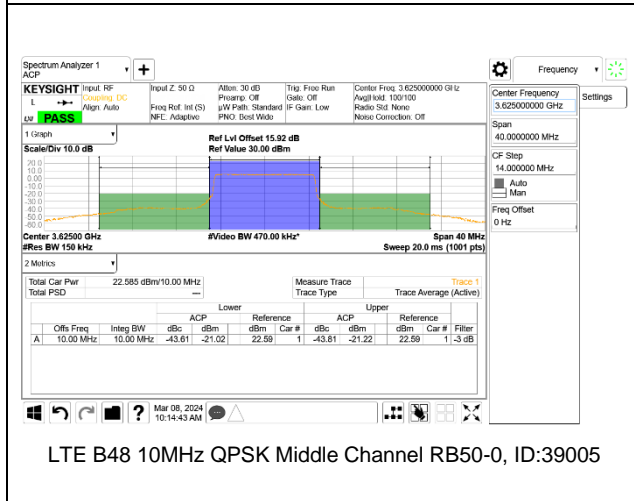 Spectrum Analyzer 1
ACP
Frequency
KEYSIGHT Input: RF Input Z: 50 Ω Atten: 30 dB Trig: Free Run Center Freq: 3.625000000 GHz
L Coupling: DC Preamp: Off Gate: Off Avg|Hold: 100/100
Align: Auto Freq Ref: Int (S) µW Path: Standard IF Gain: Low Radio Std: None
PASS NFE: Adaptive PNO: Best Wide Noise Correction: Off
Center Frequency
3.625000000 GHz
Settings
Span
40.0000000 MHz
CF Step
14.000000 MHz
Auto
Man
Freq Offset
0 Hz
1 Graph
Scale/Div 10.0 dB
Ref Lvl Offset 15.92 dB
Ref Value 30.00 dBm
20.0
10.0
0.00
-10.0
-20.0
-30.0
-40.0
-50.0
-60.0
Center 3.62500 GHz #Video BW 470.00 kHz* Span 40 MHz
#Res BW 150 kHz Sweep 20.0 ms (1001 pts)
2 Metrics
Total Car Pwr 22.585 dBm/10.00 MHz Measure Trace Trace 1
Total PSD — Trace Type Trace Average (Active)
Lower Upper
ACP Reference ACP Reference
Offs Freq Integ BW dBc dBm dBm Car # dBc dBm dBm Car # Filter
A 10.00 MHz 10.00 MHz -43.61 -21.02 22.59 1 -43.81 -21.22 22.59 1 -3 dB
Mar 08, 2024
10:14:43 AM
LTE B48 10MHz QPSK Middle Channel RB50-0, ID:39005